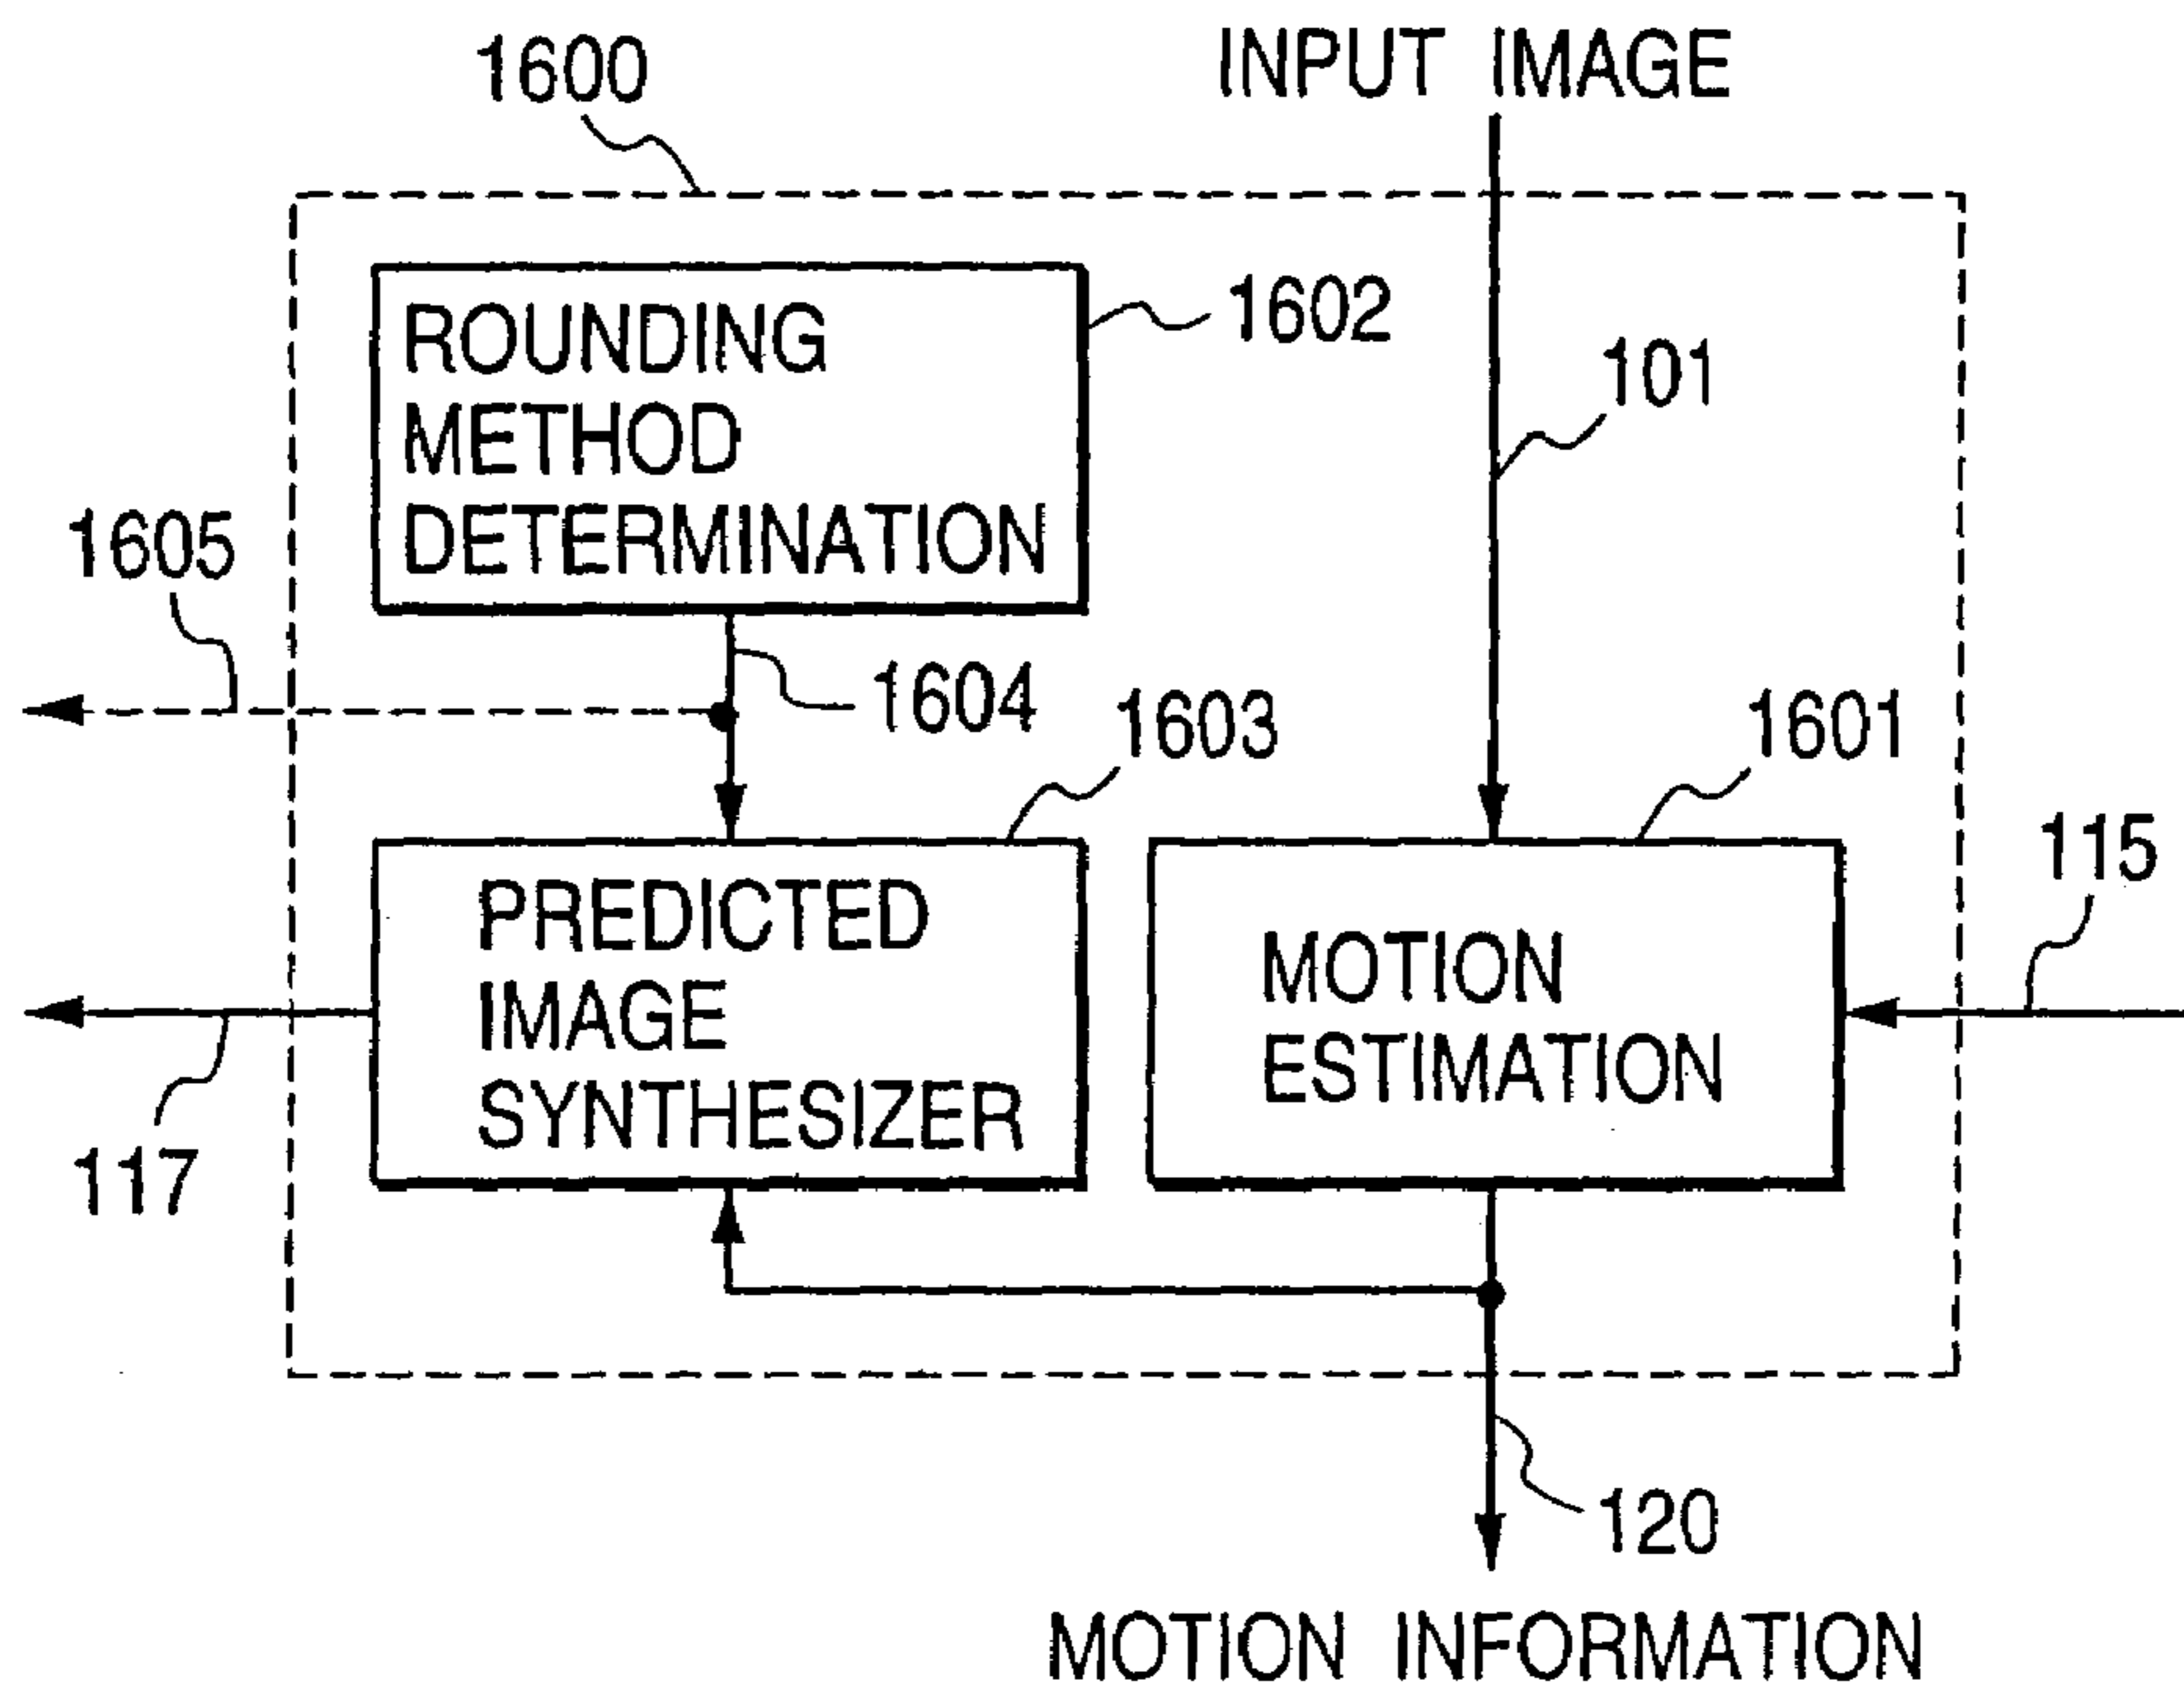 1600
INPUT IMAGE
ROUNDING
METHOD
DETERMINATION
1602
101
1605
1604
1603
1601
115
PREDICTED
IMAGE
SYNTHESIZER
MOTION
ESTIMATION
117
120
MOTION INFORMATION